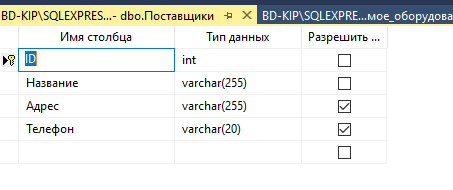 BD-KIP\SQLEXPRES...- dbo.Поставщики BD-KIP\SQLEXPRE...мое_оборудова
Имя столбца Тип данных Разрешить ...
ID int
Название varchar(255)
Адрес varchar(255)
Телефон varchar(20)